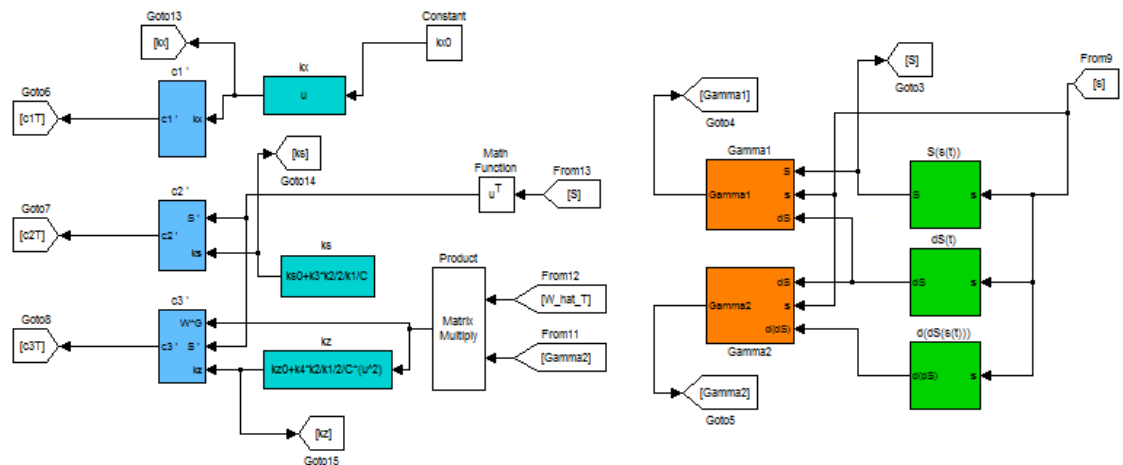 Goto13
[kx]
Constant
kx0
kx
u
c1 '
c1 '
kx
Goto6
[c1T]
[ks]
Goto14
Math
Function
u^T
From13
[S]
c2 '
S '
c2 '
ks
Goto7
[c2T]
ks
ks0+k3*k2/2/k1/C
Product
Matrix
Multiply
From12
[W_hat_T]
From11
[Gamma2]
c3 '
W*G
c3 '
S '
kz
Goto8
[c3T]
kz
kz0+k4*k2/k1/2/C*(u^2)
[kz]
Goto15
[S]
Goto3
From9
[s]
[Gamma1]
Goto4
Gamma1
S
Gamma1
s
dS
S(s(t))
S
s
dS(t)
dS
s
dS
Gamma2
s
d(dS)
Gamma2
d(dS(s(t)))
d(dS)
s
[Gamma2]
Goto5